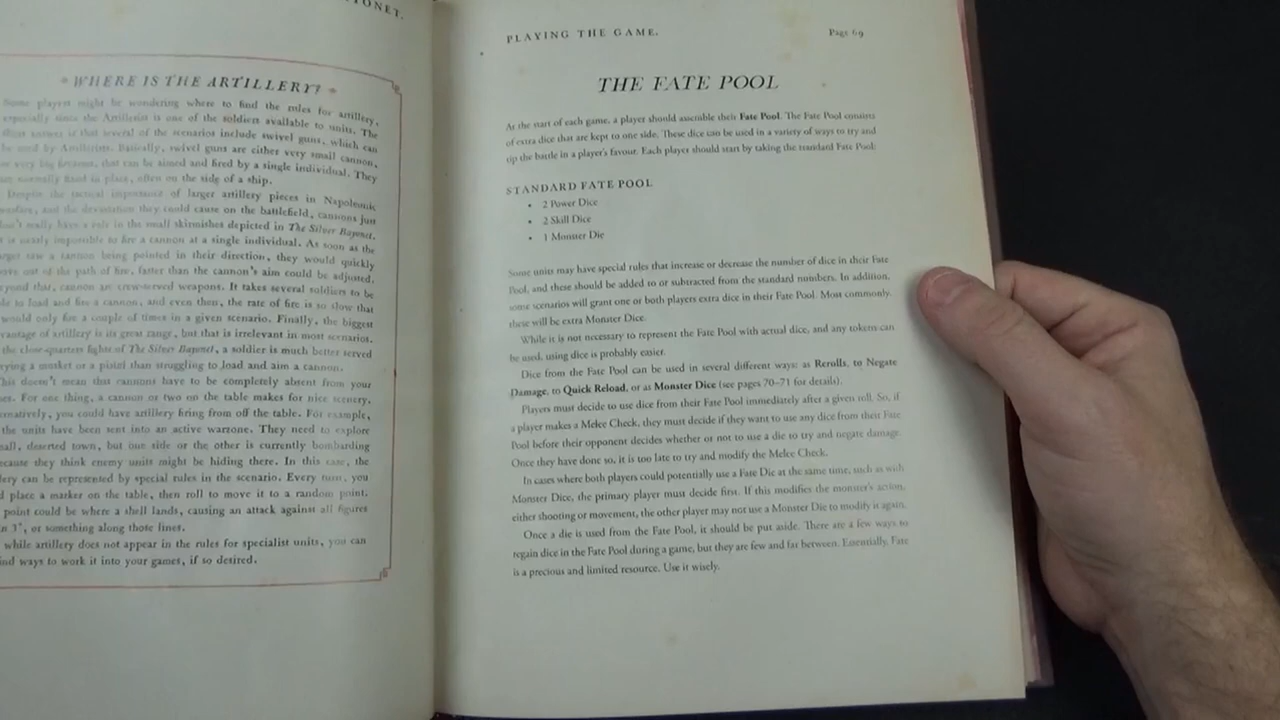 WHERE IS THE ARTILLERY?
Some players might be wondering where to find the rules for artillery,
especially since the Artillerist is one of the soldiers available to units. The
short answer is that several of the scenarios include swivel guns, which can
be used by Artillerists. Basically, swivel guns are either very small cannon,
or very big firearms, that can be aimed and fired by a single individual. They
are normally fixed in place, often on the side of a ship.
Despite the tactical importance of larger artillery pieces in Napoleonic
warfare, and the devastation they could cause on the battlefield, cannons just
don't really have a role in the small skirmishes depicted in The Silver Bayonet.
It is nearly impossible to fire a cannon at a single individual. As soon as the
target saw a cannon being pointed in their direction, they would quickly
move out of the path of fire, faster than the cannon's aim could be adjusted.
beyond that, cannon are crew-served weapons. It takes several soldiers to be
to load and fire a cannon, and even then, the rate of fire is so slow that
would only fire a couple of times in a given scenario. Finally, the biggest
vantage of artillery is its great range, but that is irrelevant in most scenarios.
the close-quarters fights of The Silver Bayonet, a soldier is much better served
rying a musket or a pistol than struggling to load and aim a cannon.
his doesn't mean that cannons have to be completely absent from your
For one thing, a cannon or two on the table makes for nice scenery.
ernatively, you could have artillery firing from off the table. For example,
the units have been sent into an active warzone. They need to explore
all, deserted town, but one side or the other is currently bombarding
ecause they think enemy units might be hiding there. In this case, the
lery can be represented by special rules in the scenario. Every turn, you
d place a marker on the table, then roll to move it to a random point.
point could be where a shell lands, causing an attack against all figures
in 3", or something along those lines.
while artillery does not appear in the rules for specialist units, you can
ind ways to work it into your games, if so desired.
PLAYING THE GAME.
Page 69
THE FATE POOL
At the start of each game, a player should assemble their Fate Pool. The Fate Pool consists
of extra dice that are kept to one side. These dice can be used in a variety of ways to try and
tip the battle in a player's favour. Each player should start by taking the standard Fate Pool:
STANDARD FATE POOL
• 2 Power Dice
• 2 Skill Dice
• 1 Monster Die
Some units may have special rules that increase or decrease the number of dice in their Fate
Pool, and these should be added to or subtracted from the standard numbers. In addition,
some scenarios will grant one or both players extra dice in their Fate Pool. Most commonly,
these will be extra Monster Dice.
While it is not necessary to represent the Fate Pool with actual dice, and any tokens can
be used, using dice is probably easier.
Dice from the Fate Pool can be used in several different ways: as Rerolls, to Negate
Damage, to Quick Reload, or as Monster Dice (see pages 70–71 for details).
Players must decide to use dice from their Fate Pool immediately after a given roll. So, if
a player makes a Melee Check, they must decide if they want to use any dice from their Fate
Pool before their opponent decides whether or not to use a die to try and negate damage.
Once they have done so, it is too late to try and modify the Melee Check.
In cases where both players could potentially use a Fate Die at the same time, such as with
Monster Dice, the primary player must decide first. If this modifies the monster's action,
either shooting or movement, the other player may not use a Monster Die to modify it again.
Once a die is used from the Fate Pool, it should be put aside. There are a few ways to
regain dice in the Fate Pool during a game, but they are few and far between. Essentially, Fate
is a precious and limited resource. Use it wisely.